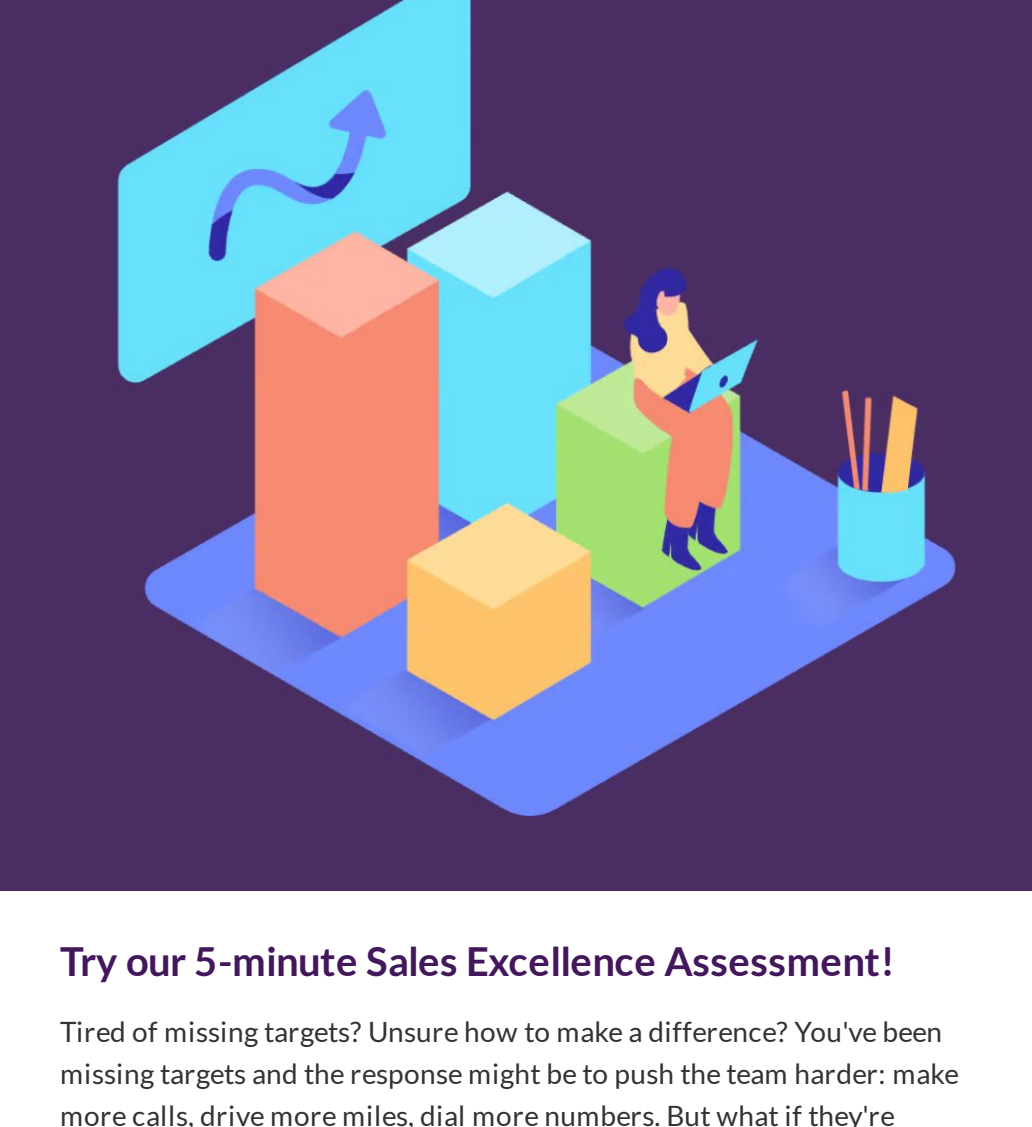 Try our 5-minute Sales Excellence Assessment!
Tired of missing targets? Unsure how to make a difference? You've been
missing targets and the response might be to push the team harder: make
more calls, drive more miles, dial more numbers. But what if they're